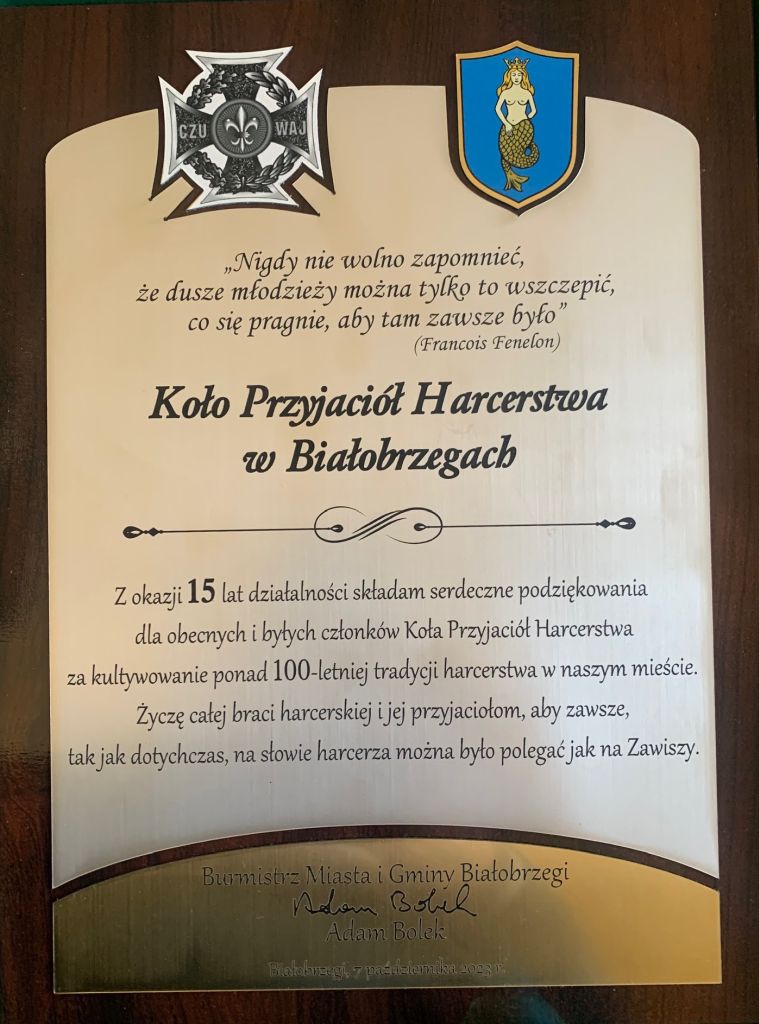 CZU WAJ
„Nigdy nie wolno zapomnieć,
że dusze młodzieży można tylko to wszczepić,
co się pragnie, aby tam zawsze było”
(Francois Fenelon)
Koło Przyjaciół Harcerstwa
w Białobrzegach
Z okazji 15 lat działalności składam serdeczne podziękowania
dla obecnych i byłych członków Koła Przyjaciół Harcerstwa
za kultywowanie ponad 100-letniej tradycji harcerstwa w naszym mieście.
Życzę całej braci harcerskiej i jej przyjaciołom, aby zawsze,
tak jak dotychczas, na słowie harcerza można było polegać jak na Zawiszy.
Burmistrz Miasta i Gminy Białobrzegi
Adam Bolek
Adam Bolek
Białobrzegi, 7 października 2023 r.